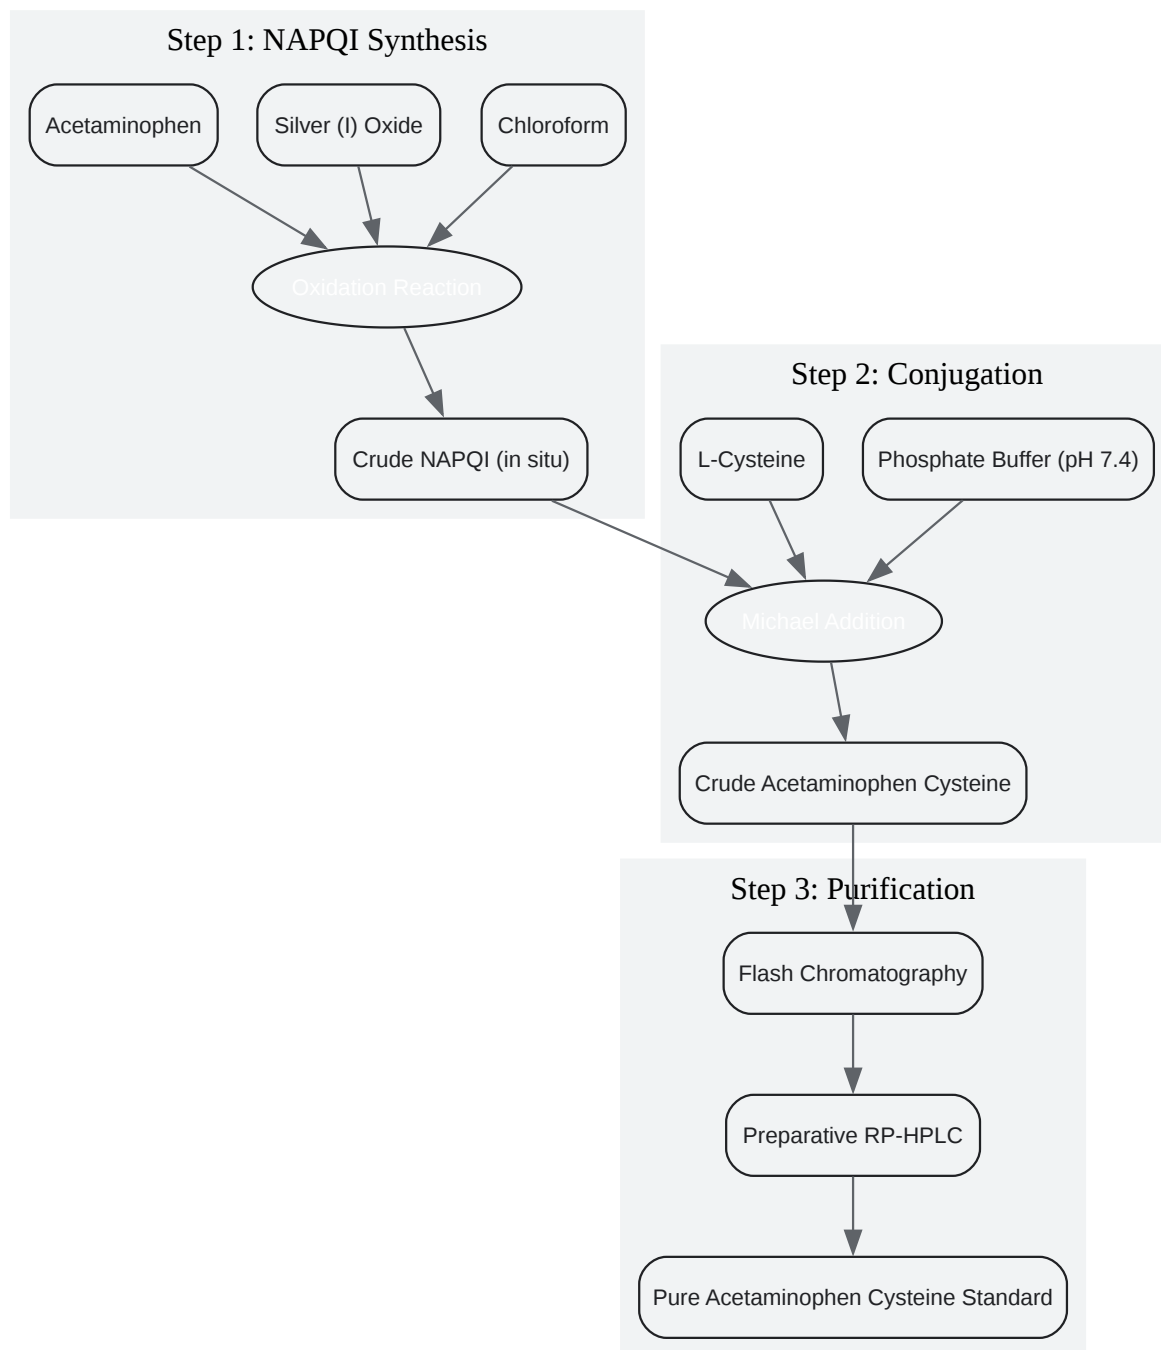 Step 1: NAPQI Synthesis
Acetaminophen
Silver (I) Oxide
Chloroform
Oxidation Reaction
Crude NAPQI (in situ)
Step 2: Conjugation
L-Cysteine
Phosphate Buffer (pH 7.4)
Michael Addition
Crude Acetaminophen Cysteine
Step 3: Purification
Flash Chromatography
Preparative RP-HPLC
Pure Acetaminophen Cysteine Standard